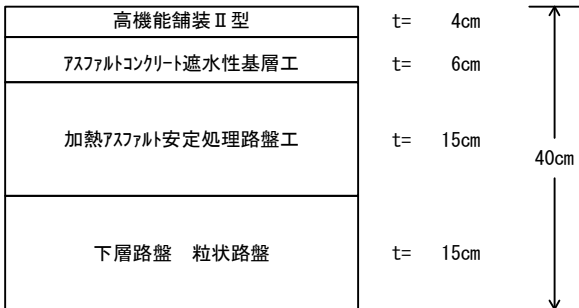 高機能舗装Ⅱ型 t= 4cm
ｱｽﾌｧﾙﾄｺﾝｸﾘｰﾄ遮水性基層工 t= 6cm
加熱ｱｽﾌｧﾙﾄ安定処理路盤工 t= 15cm
40cm
下層路盤 粒状路盤 t= 15cm